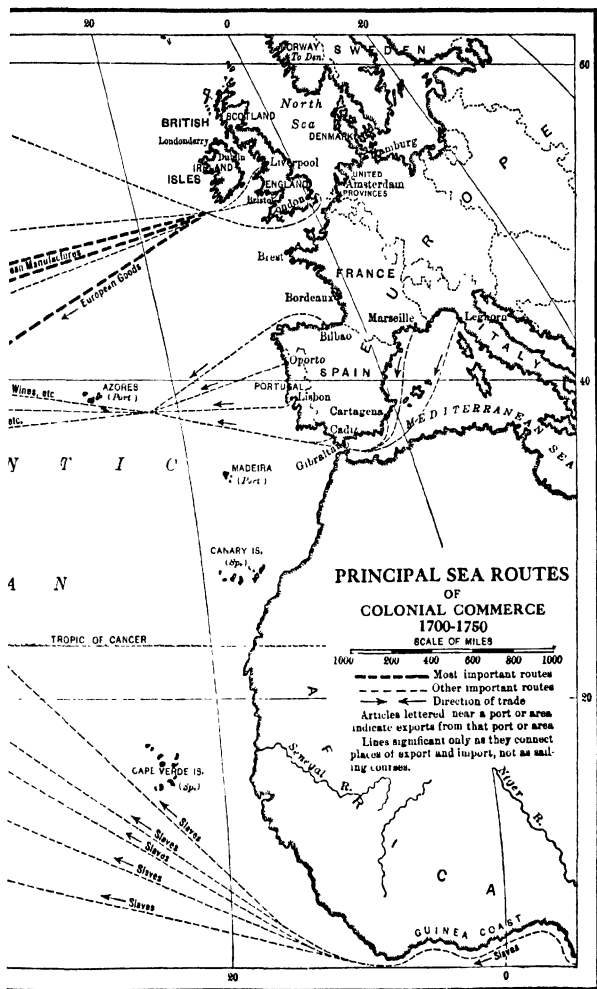 20
0
20
60
NORWAY
To Den.
SWEDEN
North
Sea
SCOTLAND
BRITISH
ISLES
Londonderry
Dublin
IRELAND
Liverpool
ENGLAND
Bristol
London
DENMARK
Hamburg
UNITED
PROVINCES
Amsterdam
EUROPE
an Manufactures
European Goods
Brest
FRANCE
Bordeaux
Marseille
Leghorn
ITALY
Bilbao
Oporto
SPAIN
PORTUGAL
Lisbon
Cartagena
Cadiz
Gibraltar
MEDITERRANEAN
SEA
40
Wines, etc
AZORES
(Port)
etc.
NTIC
MADEIRA
(Port.)
CANARY IS.
(Sp.)
AN
PRINCIPAL SEA ROUTES
OF
COLONIAL COMMERCE
1700-1750
SCALE OF MILES
1000 200 400 600 800 1000
Most important routes
Other important routes
Direction of trade
Articles lettered near a port or area
indicate exports from that port or area
Lines significant only as they connect
places of export and import, not as sail-
ing courses.
TROPIC OF CANCER
20
AFRICA
Senegal R.
Niger R.
CAPE VERDE IS.
(Sp.)
Slaves
Slaves
Slaves
Slaves
GUINEA COAST
Slaves
20
0